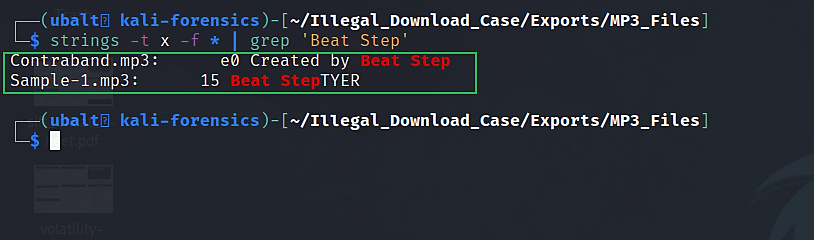 (ubalt kali-forensics)-[~/Illegal_Download_Case/Exports/MP3_Files]
$ strings -t x -f * | grep 'Beat Step'
Contraband.mp3:      e0 Created by Beat Step
Sample-1.mp3:      15 Beat StepTYER
(ubalt kali-forensics)-[~/Illegal_Download_Case/Exports/MP3_Files]
$
volatility-